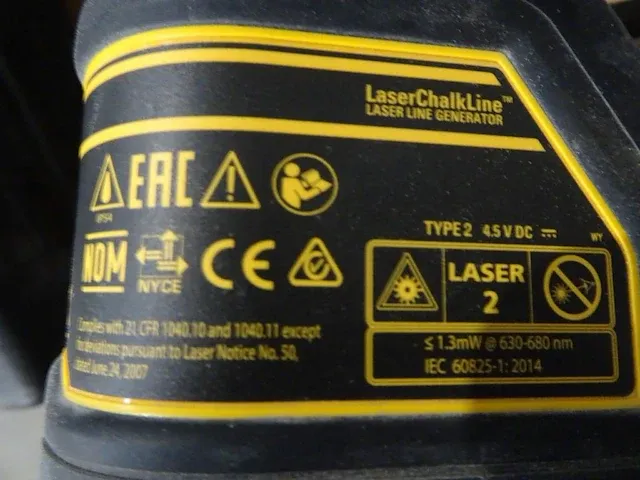 LaserChalkLine™
LASER LINE GENERATOR
IP54
EAC
TYPE 2 4.5 V DC
WY
NOM
NYCE
CE
LASER
2
Complies with 21 CFR 1040.10 and 1040.11 except
for deviations pursuant to Laser Notice No. 50,
dated June 24, 2007
≤ 1.3mW @ 630-680 nm
IEC 60825-1: 2014